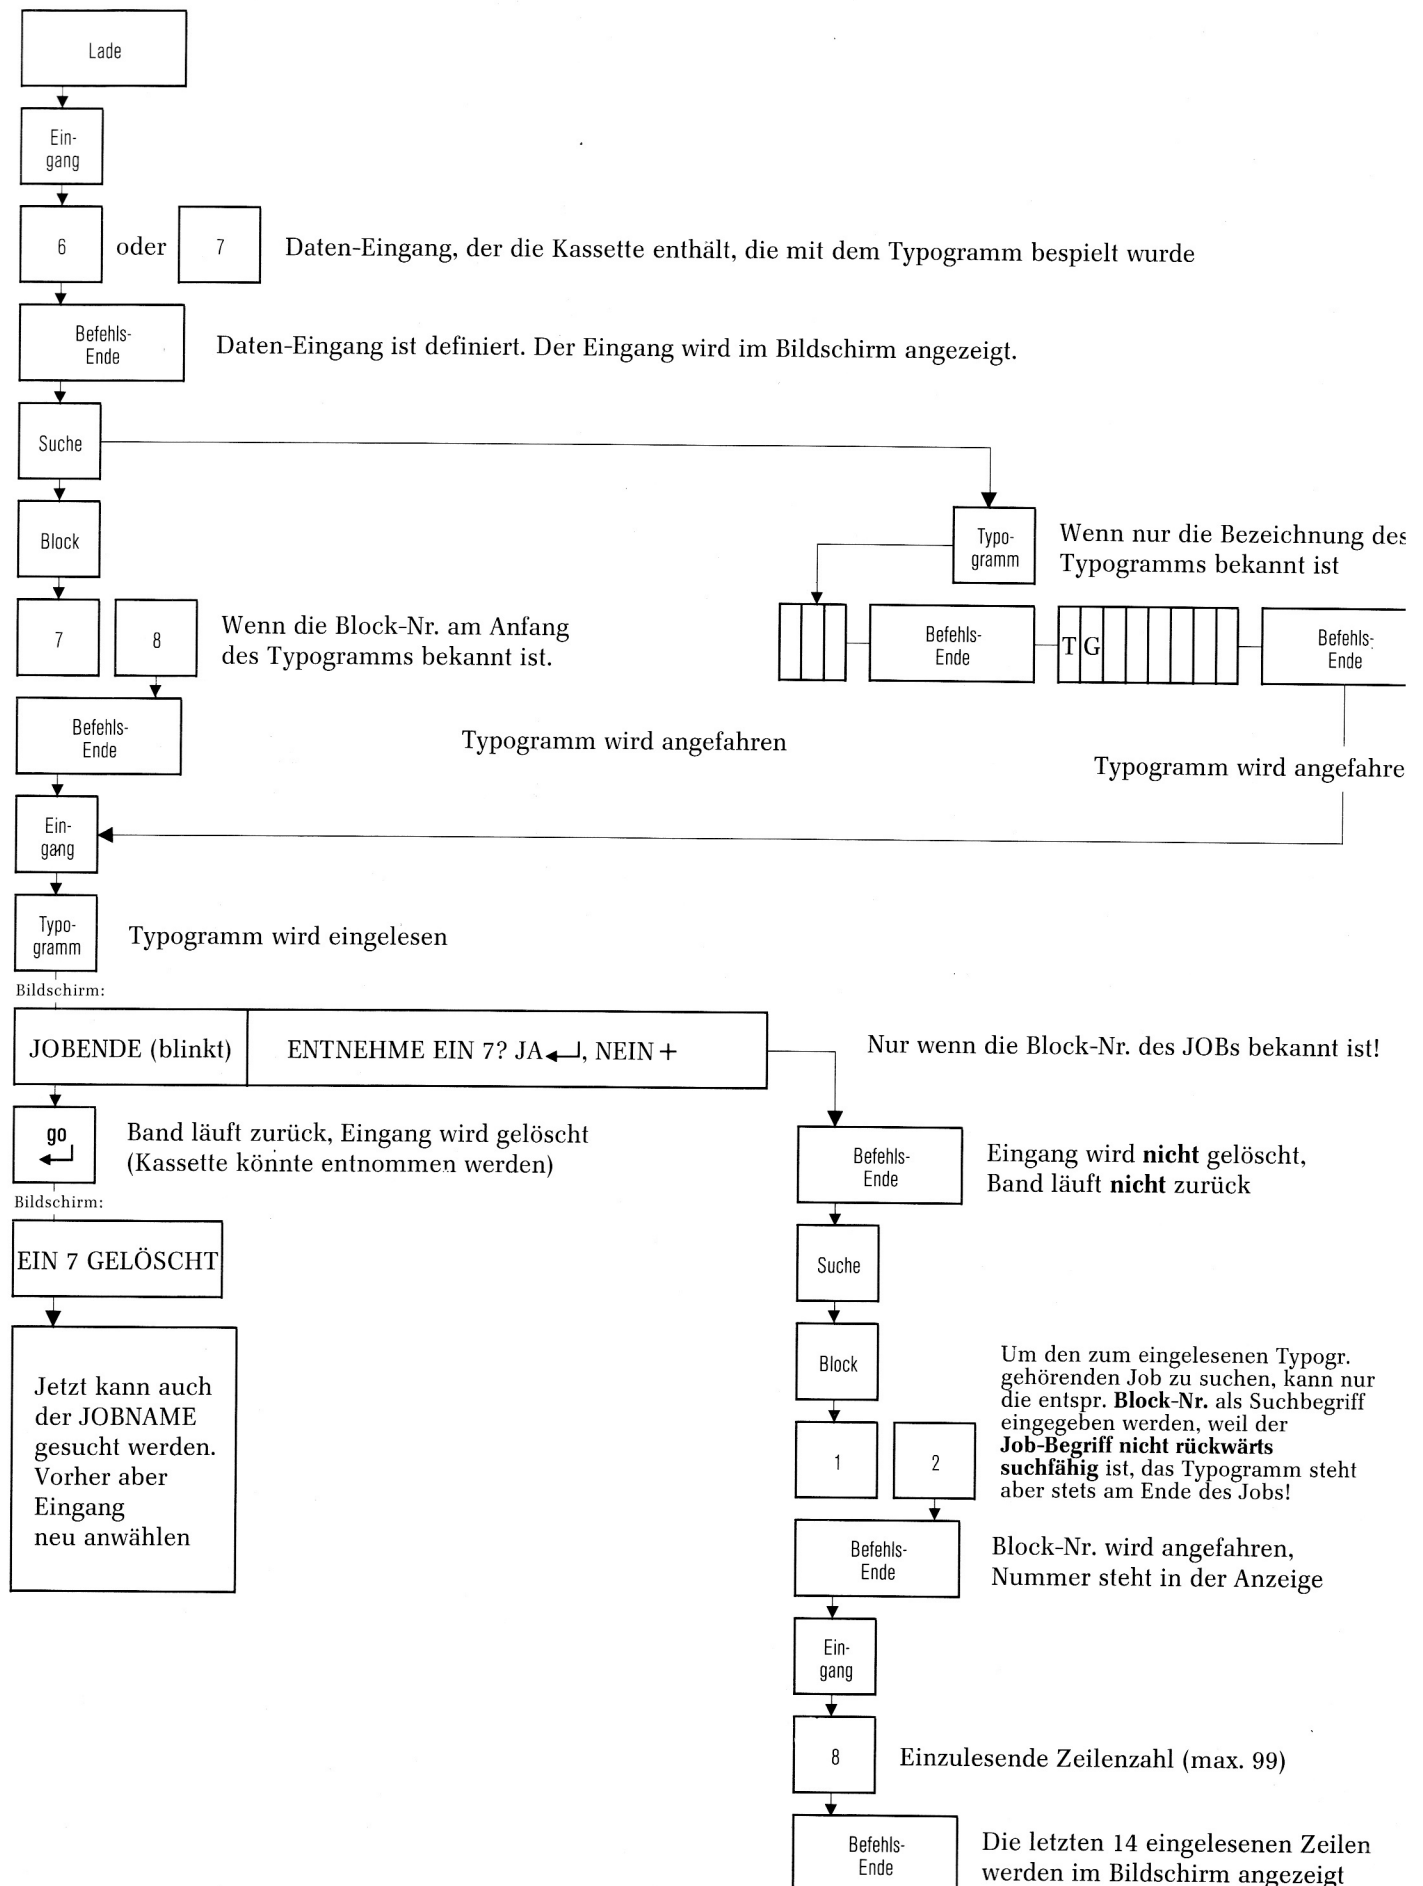 Lade
Ein-
gang
6 oder 7 Daten-Eingang, der die Kassette enthält, die mit dem Typogramm bespielt wurde
Befehls-
Ende
Daten-Eingang ist definiert. Der Eingang wird im Bildschirm angezeigt.
Suche
Block
Typo-
gramm
Wenn nur die Bezeichnung des
Typogramms bekannt ist
7 8
Wenn die Block-Nr. am Anfang
des Typogramms bekannt ist.
Befehls-
Ende
T G
Befehls-
Ende
Befehls-
Ende
Typogramm wird angefahren
Typogramm wird angefahre
Ein-
gang
Typo-
gramm
Typogramm wird eingelesen
Bildschirm:
JOBENDE (blinkt) ENTNEHME EIN 7? JA ↵, NEIN +
Nur wenn die Block-Nr. des JOBs bekannt ist!
go
Band läuft zurück, Eingang wird gelöscht
(Kassette könnte entnommen werden)
Bildschirm:
EIN 7 GELÖSCHT
Jetzt kann auch
der JOBNAME
gesucht werden.
Vorher aber
Eingang
neu anwählen
Befehls-
Ende
Eingang wird nicht gelöscht,
Band läuft nicht zurück
Suche
Block
1 2
Um den zum eingelesenen Typogr.
gehörenden Job zu suchen, kann nur
die entspr. Block-Nr. als Suchbegriff
eingegeben werden, weil der
Job-Begriff nicht rückwärts
suchfähig ist, das Typogramm steht
aber stets am Ende des Jobs!
Befehls-
Ende
Block-Nr. wird angefahren,
Nummer steht in der Anzeige
Ein-
gang
8 Einzulesende Zeilenzahl (max. 99)
Befehls-
Ende
Die letzten 14 eingelesenen Zeilen
werden im Bildschirm angezeigt